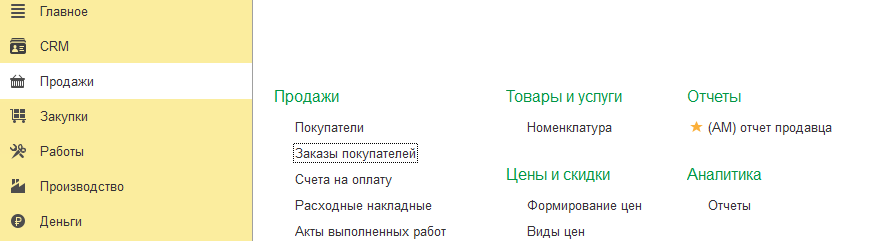 Главное
CRM
Продажи
Закупки
Работы
Производство
Деньги
Продажи
Покупатели
Заказы покупателей
Счета на оплату
Расходные накладные
Акты выполненных работ
Товары и услуги
Номенклатура
Цены и скидки
Формирование цен
Виды цен
Отчеты
(АМ) отчет продавца
Аналитика
Отчеты